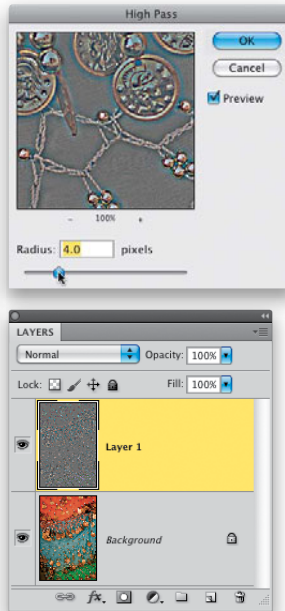 High Pass
OK
Cancel
Preview
– 100% +
Radius: 4.0 pixels
LAYERS
Normal Opacity: 100%
Lock: Fill: 100%
Layer 1
Background
fx.